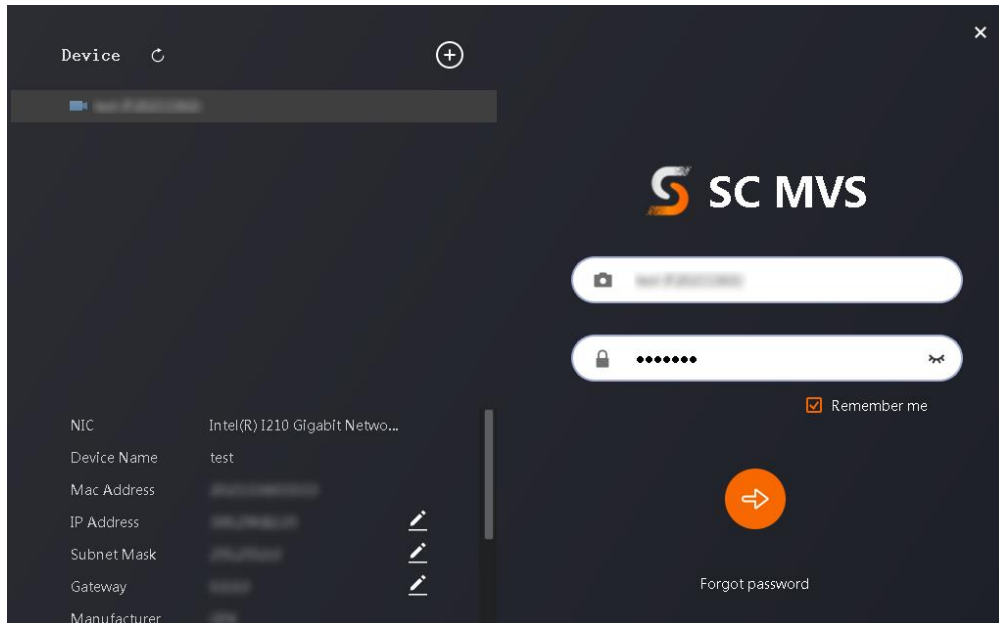 Device
SC MVS
Remember me
NIC Intel(R) I210 Gigabit Netwo...
Device Name test
Mac Address
IP Address
Subnet Mask
Gateway
Manufacturer
Forgot password